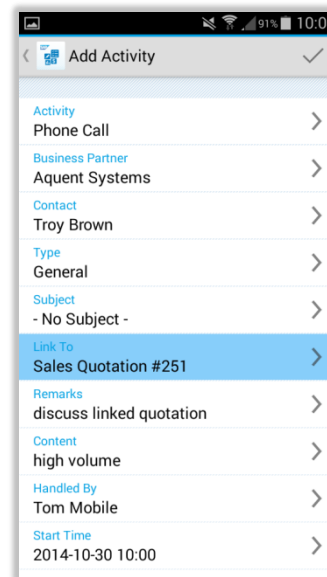 91% 10:0
Add Activity
Activity
Phone Call
Business Partner
Aquent Systems
Contact
Troy Brown
Type
General
Subject
- No Subject -
Link To
Sales Quotation #251
Remarks
discuss linked quotation
Content
high volume
Handled By
Tom Mobile
Start Time
2014-10-30 10:00